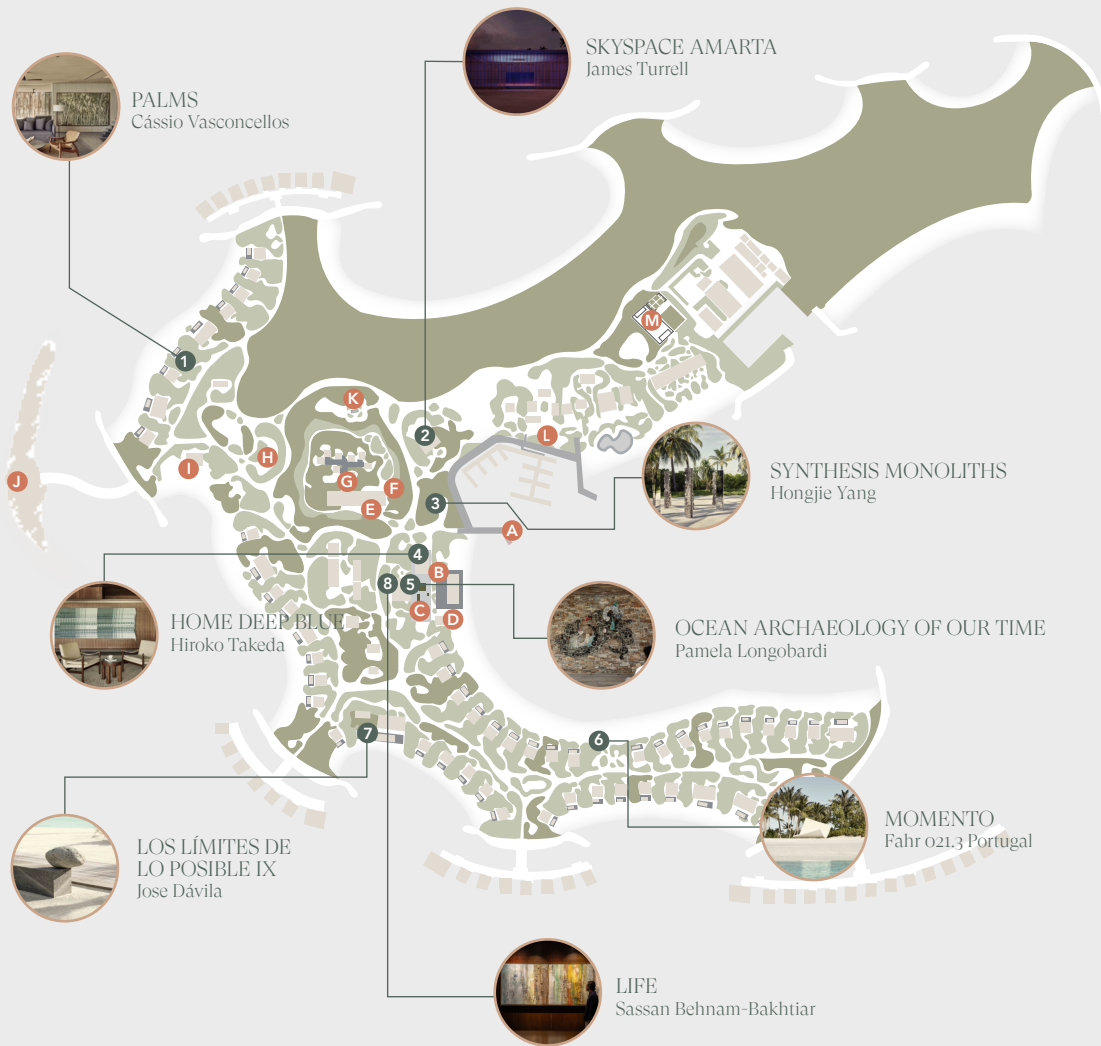 SKYSPACE AMARTA
James Turrell
PALMS
Cássio Vasconcellos
M
1
K
2
L
H
I
J
G
F
E
3
A
SYNTHESIS MONOLITHS
Hongjie Yang
4
B
8
5
C
D
HOME DEEP BLUE
Hiroko Takeda
OCEAN ARCHAEOLOGY OF OUR TIME
Pamela Longobardi
7
6
MOMENTO
Fahr 021.3 Portugal
LOS LÍMITES DE
LO POSIBLE IX
Jose Dávila
LIFE
Sassan Behnam-Bakhtiar